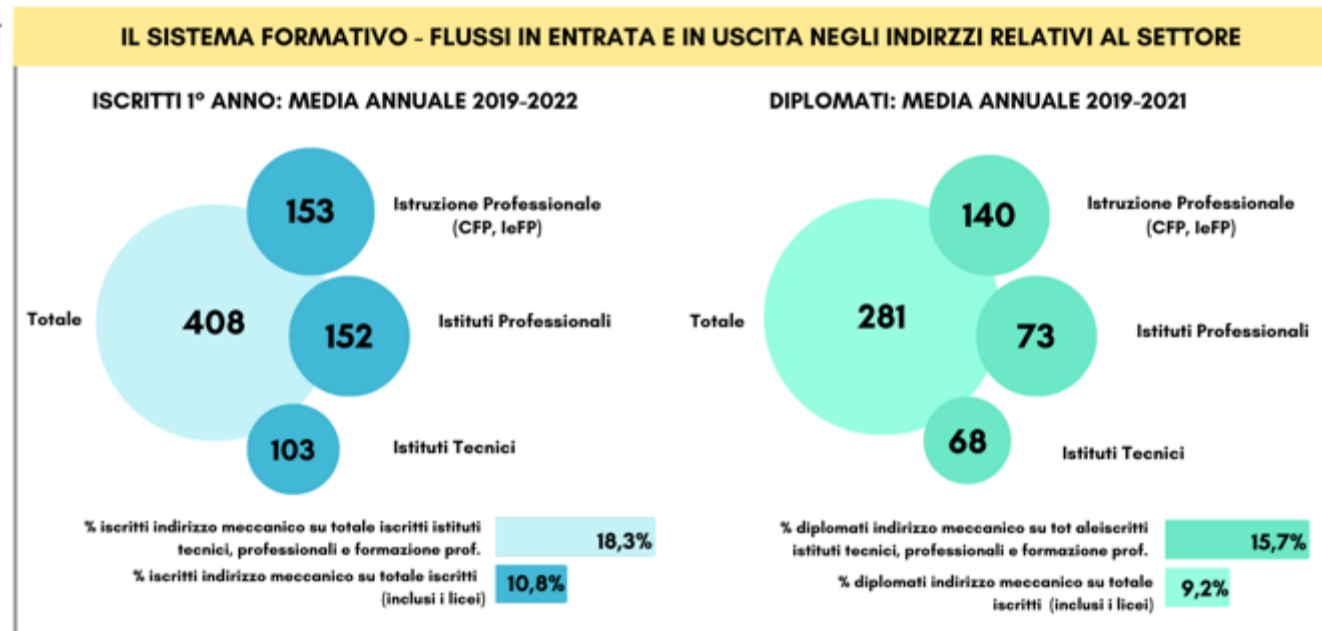 IL SISTEMA FORMATIVO - FLUSSI IN ENTRATA E IN USCITA NEGLI INDIRZZI RELATIVI AL SETTORE
ISCRITTI 1° ANNO: MEDIA ANNUALE 2019-2022
153
Istruzione Professionale
(CFP, IeFP)
Totale
408
152
Istituti Professionali
103
Istituti Tecnici
% iscritti indirizzo meccanico su totale iscritti istituti
tecnici, professionali e formazione prof.
18,3%
% iscritti indirizzo meccanico su totale iscritti
(inclusi i licei)
10,8%
DIPLOMATI: MEDIA ANNUALE 2019-2021
140
Istruzione Professionale
(CFP, IeFP)
Totale
281
73
Istituti Professionali
68
Istituti Tecnici
% diplomati indirizzo meccanico su tot aleiscritti
istituti tecnici, professionali e formazione prof.
15,7%
% diplomati indirizzo meccanico su totale
iscritti (inclusi i licei)
9,2%